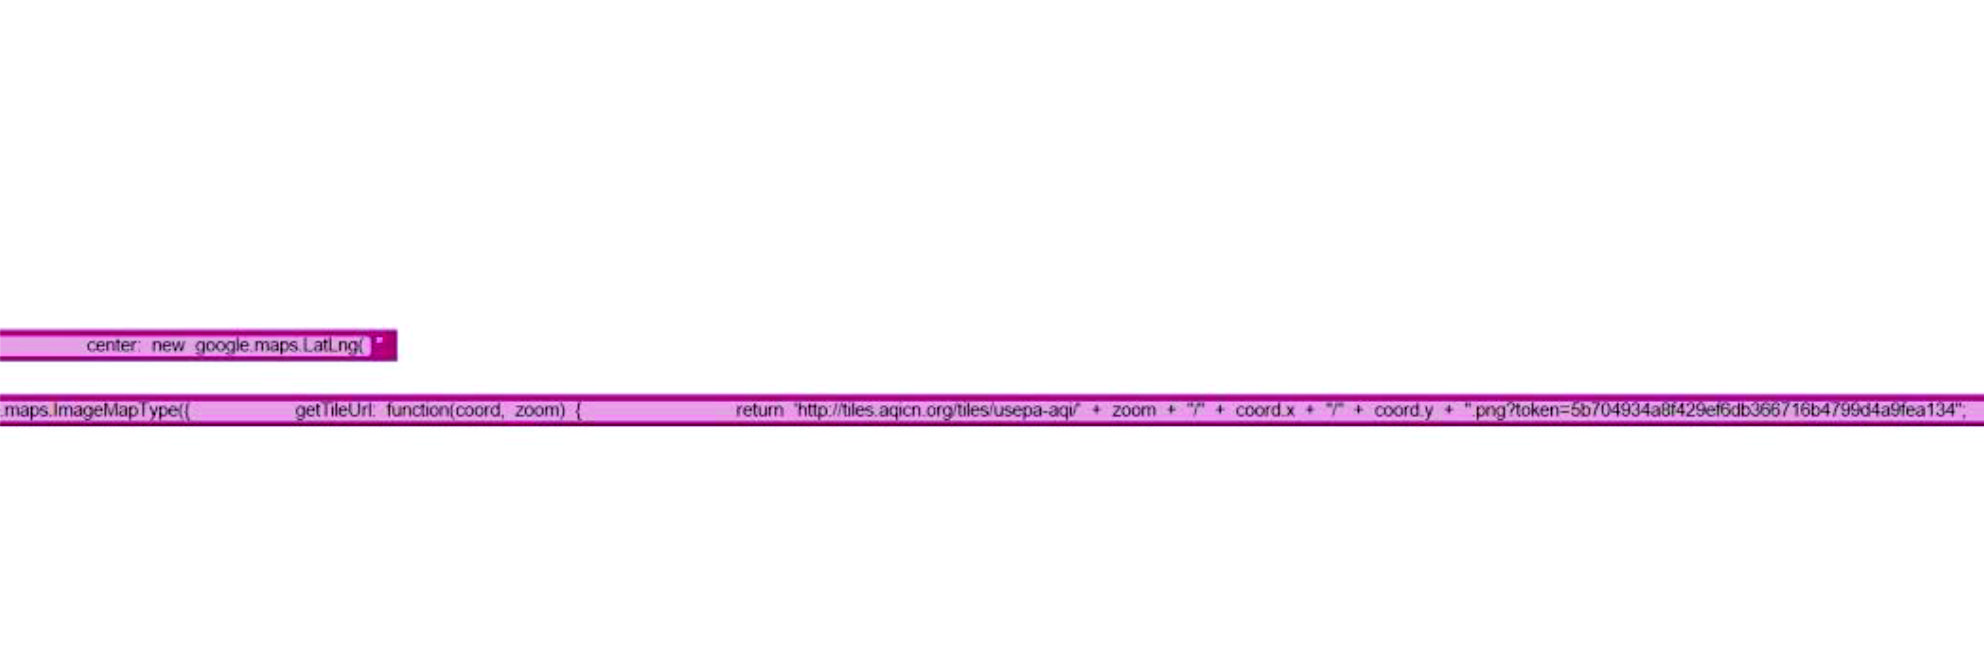 center: new google.maps.LatLng( "
.maps.ImageMapType({ getTileUrl: function(coord, zoom) { return "http://tiles.aqicn.org/tiles/usepa-aqi/" + zoom + "/" + coord.x + "/" + coord.y + ".png?token=5b704934a8f429ef6db366716b4799d4a9fea134";